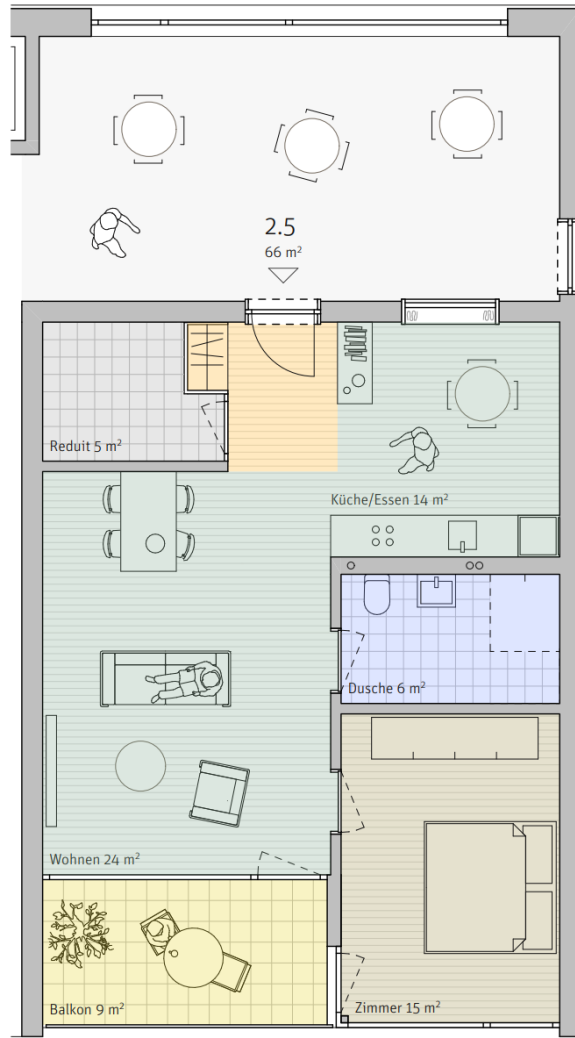 2.5
66 m²
Reduit 5 m²
Küche/Essen 14 m²
Dusche 6 m²
Wohnen 24 m²
Balkon 9 m²
Zimmer 15 m²